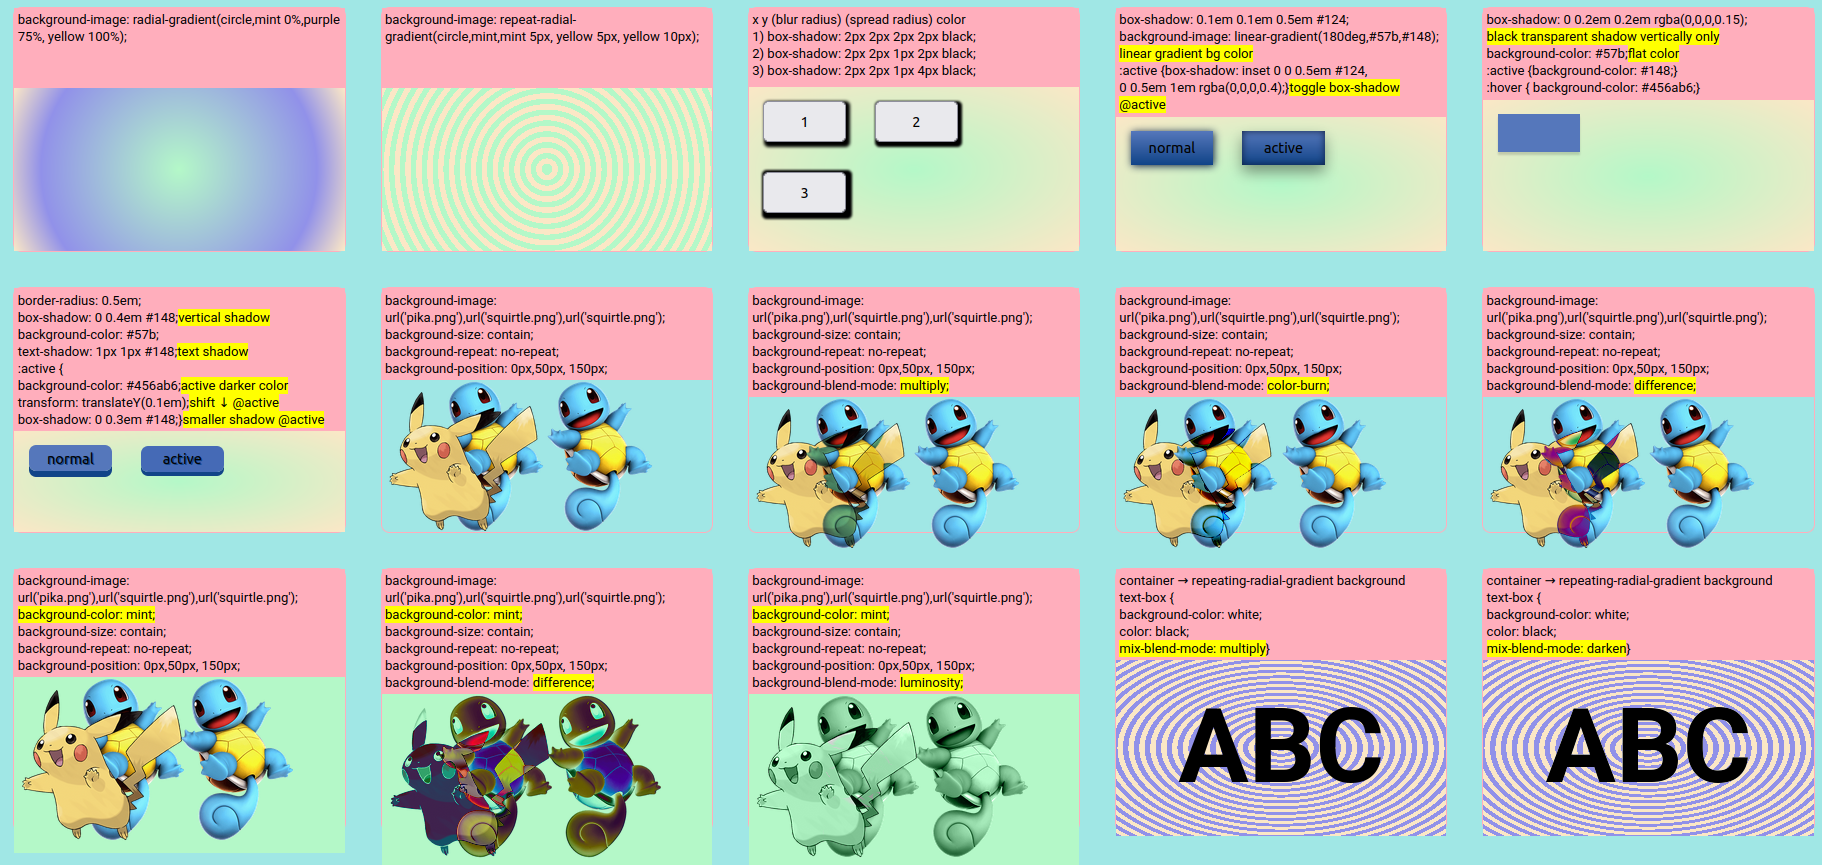 background-image: radial-gradient(circle,mint 0%,purple
75%, yellow 100%);
background-image: repeat-radial-
gradient(circle,mint,mint 5px, yellow 5px, yellow 10px);
x y (blur radius) (spread radius) color
1) box-shadow: 2px 2px 2px 2px black;
2) box-shadow: 2px 2px 1px 2px black;
3) box-shadow: 2px 2px 1px 4px black;
1
2
3
box-shadow: 0.1em 0.1em 0.5em #124;
background-image: linear-gradient(180deg,#57b,#148);
linear gradient bg color
:active {box-shadow: inset 0 0 0.5em #124,
0 0.5em 1em rgba(0,0,0,0.4);}toggle box-shadow
@active
normal
active
box-shadow: 0 0.2em 0.2em rgba(0,0,0,0.15);
black transparent shadow vertically only
background-color: #57b;flat color
:active {background-color: #148;}
:hover { background-color: #456ab6;}
border-radius: 0.5em;
box-shadow: 0 0.4em #148;vertical shadow
background-color: #57b;
text-shadow: 1px 1px #148;text shadow
:active {
background-color: #456ab6;active darker color
transform: translateY(0.1em);shift ↓ @active
box-shadow: 0 0.3em #148;}smaller shadow @active
normal
active
background-image:
url('pika.png'),url('squirtle.png'),url('squirtle.png');
background-size: contain;
background-repeat: no-repeat;
background-position: 0px,50px, 150px;
background-image:
url('pika.png'),url('squirtle.png'),url('squirtle.png');
background-size: contain;
background-repeat: no-repeat;
background-position: 0px,50px, 150px;
background-blend-mode: multiply;
background-image:
url('pika.png'),url('squirtle.png'),url('squirtle.png');
background-size: contain;
background-repeat: no-repeat;
background-position: 0px,50px, 150px;
background-blend-mode: color-burn;
background-image:
url('pika.png'),url('squirtle.png'),url('squirtle.png');
background-size: contain;
background-repeat: no-repeat;
background-position: 0px,50px, 150px;
background-blend-mode: difference;
background-image:
url('pika.png'),url('squirtle.png'),url('squirtle.png');
background-color: mint;
background-size: contain;
background-repeat: no-repeat;
background-position: 0px,50px, 150px;
background-image:
url('pika.png'),url('squirtle.png'),url('squirtle.png');
background-color: mint;
background-size: contain;
background-repeat: no-repeat;
background-position: 0px,50px, 150px;
background-blend-mode: difference;
background-image:
url('pika.png'),url('squirtle.png'),url('squirtle.png');
background-color: mint;
background-size: contain;
background-repeat: no-repeat;
background-position: 0px,50px, 150px;
background-blend-mode: luminosity;
container → repeating-radial-gradient background
text-box {
background-color: white;
color: black;
mix-blend-mode: multiply}
ABC
container → repeating-radial-gradient background
text-box {
background-color: white;
color: black;
mix-blend-mode: darken}
ABC